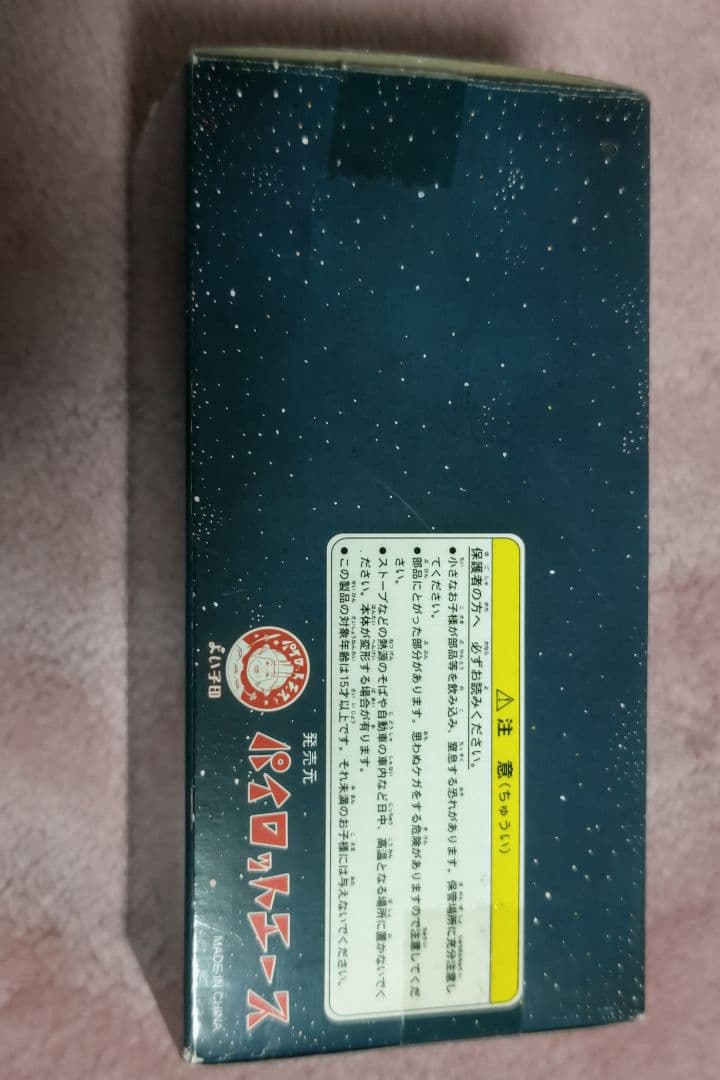 ⚠注 意(ちゅうい)
保護者の方へ 必ずお読みください。
●小さなお子様が部品等を飲み込み、窒息する恐れがあります。保管場所に充分注意し
てください。
●部品にとがった部分があります。思わぬケガをする危険がありますので注意してくだ
さい。
●ストーブなどの熱源のそばや自動車の車内など日中、高温となる場所に置かないでく
ださい。本体が変形する場合が有ります。
●この製品の対象年齢は15才以上です。それ未満のお子様には与えないでください。
発売元
パイロットエース
よい子印
MADE IN CHINA